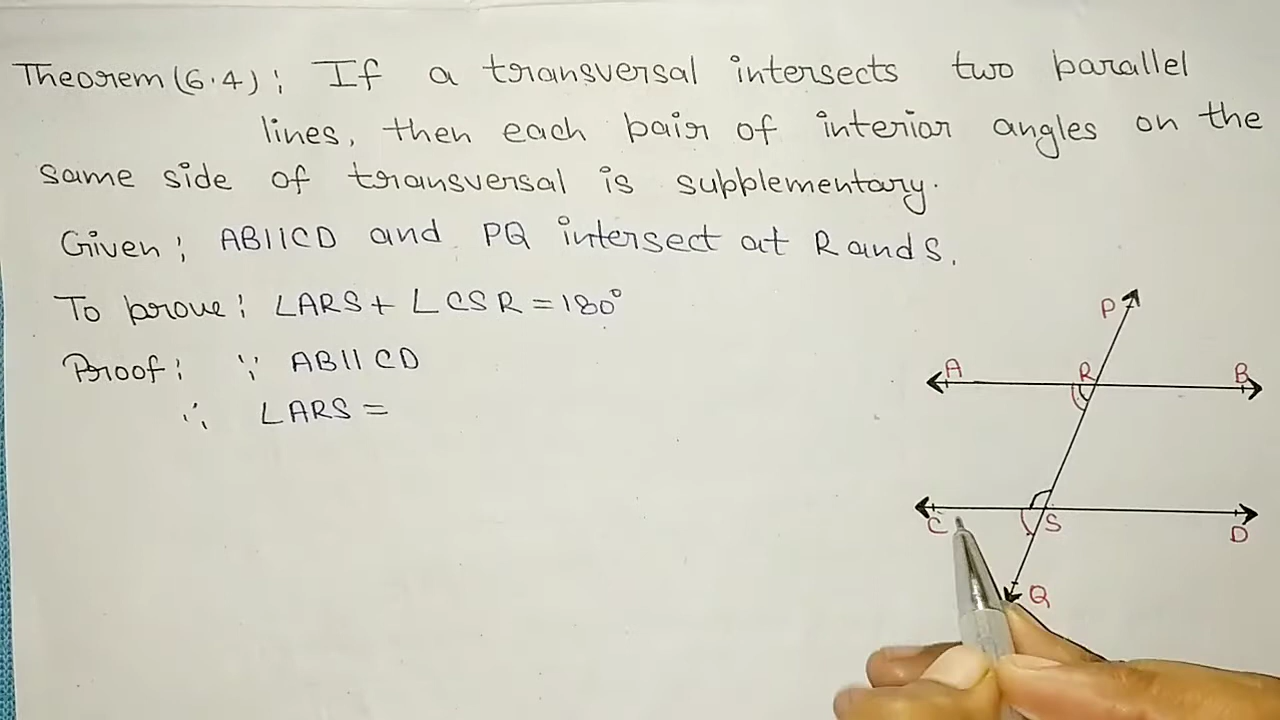 Theorem (6.4) : If a transversal intersects two parallel
lines, then each pair of interior angles on the
same side of transversal is supplementary.
Given : AB||CD and PQ intersect at R and S.
To prove : ∠ARS + ∠CSR = 180°
Proof : ∵ AB||CD
∴ ∠ARS =
P
A R B
C S D
Q